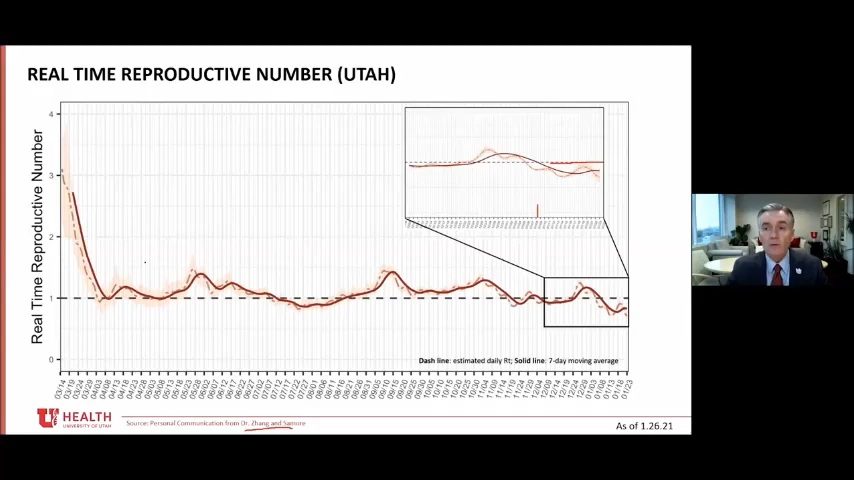 REAL TIME REPRODUCTIVE NUMBER (UTAH)
Real Time Reproductive Number
4
3
2
1
0
Dash line: estimated daily Rt; Solid line: 7-day moving average
03/14 03/19 03/24 03/29 04/03 04/08 04/13 04/18 04/23 04/28 05/03 05/08 05/13 05/18 05/23 05/28 06/02 06/07 06/12 06/17 06/22 06/27 07/02 07/07 07/12 07/17 07/22 07/27 08/01 08/06 08/11 08/16 08/21 08/26 08/31 09/05 09/10 09/15 09/20 09/25 09/30 10/05 10/10 10/15 10/20 10/25 10/30 11/04 11/09 11/14 11/19 11/24 11/29 12/04 12/09 12/14 12/19 12/24 12/29 01/03 01/08 01/13 01/18 01/23
HEALTH
UNIVERSITY OF UTAH
Source: Personal Communication from Dr. Zhang and Samore
As of 1.26.21